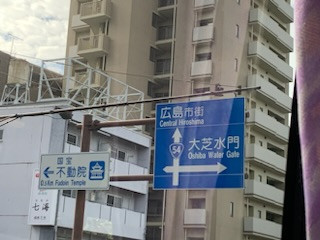 広島市街
Central Hiroshima
54
大芝水門
Oshiba Water Gate
国宝
不動院
Fudoin Temple
七海